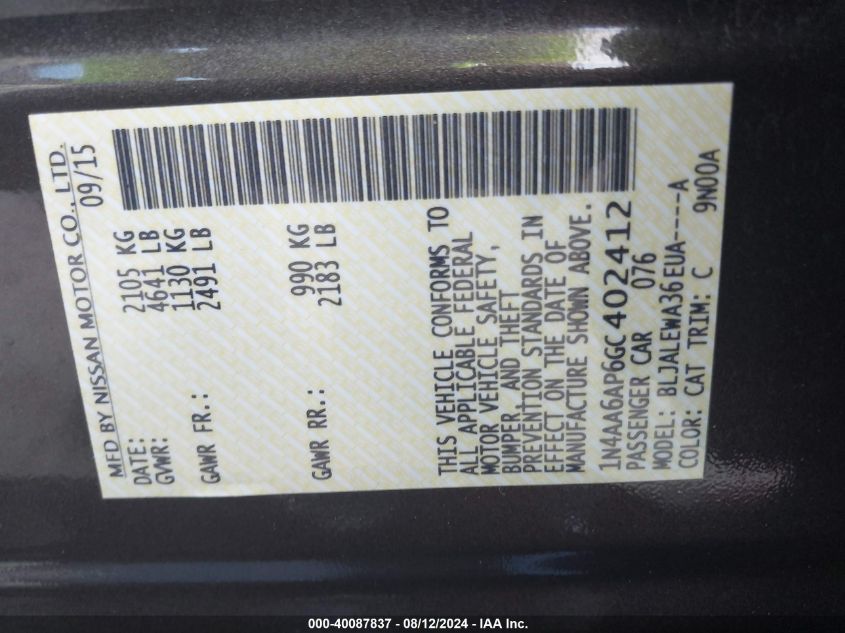 MFD BY NISSAN MOTOR CO., LTD.
DATE: 09/15
GVWR: 2105 KG
4641 LB
GAWR FR.: 1130 KG
2491 LB
GAWR RR.: 990 KG
2183 LB
THIS VEHICLE CONFORMS TO
ALL APPLICABLE FEDERAL
MOTOR VEHICLE SAFETY,
BUMPER, AND THEFT
PREVENTION STANDARDS IN
EFFECT ON THE DATE OF
MANUFACTURE SHOWN ABOVE.
1N4AA6AP6GC402412
PASSENGER CAR 076
MODEL: BLJALEWA36EUA----A
COLOR: CAT TRIM: C 9N00A
000-40087837 - 08/12/2024 - IAA Inc.